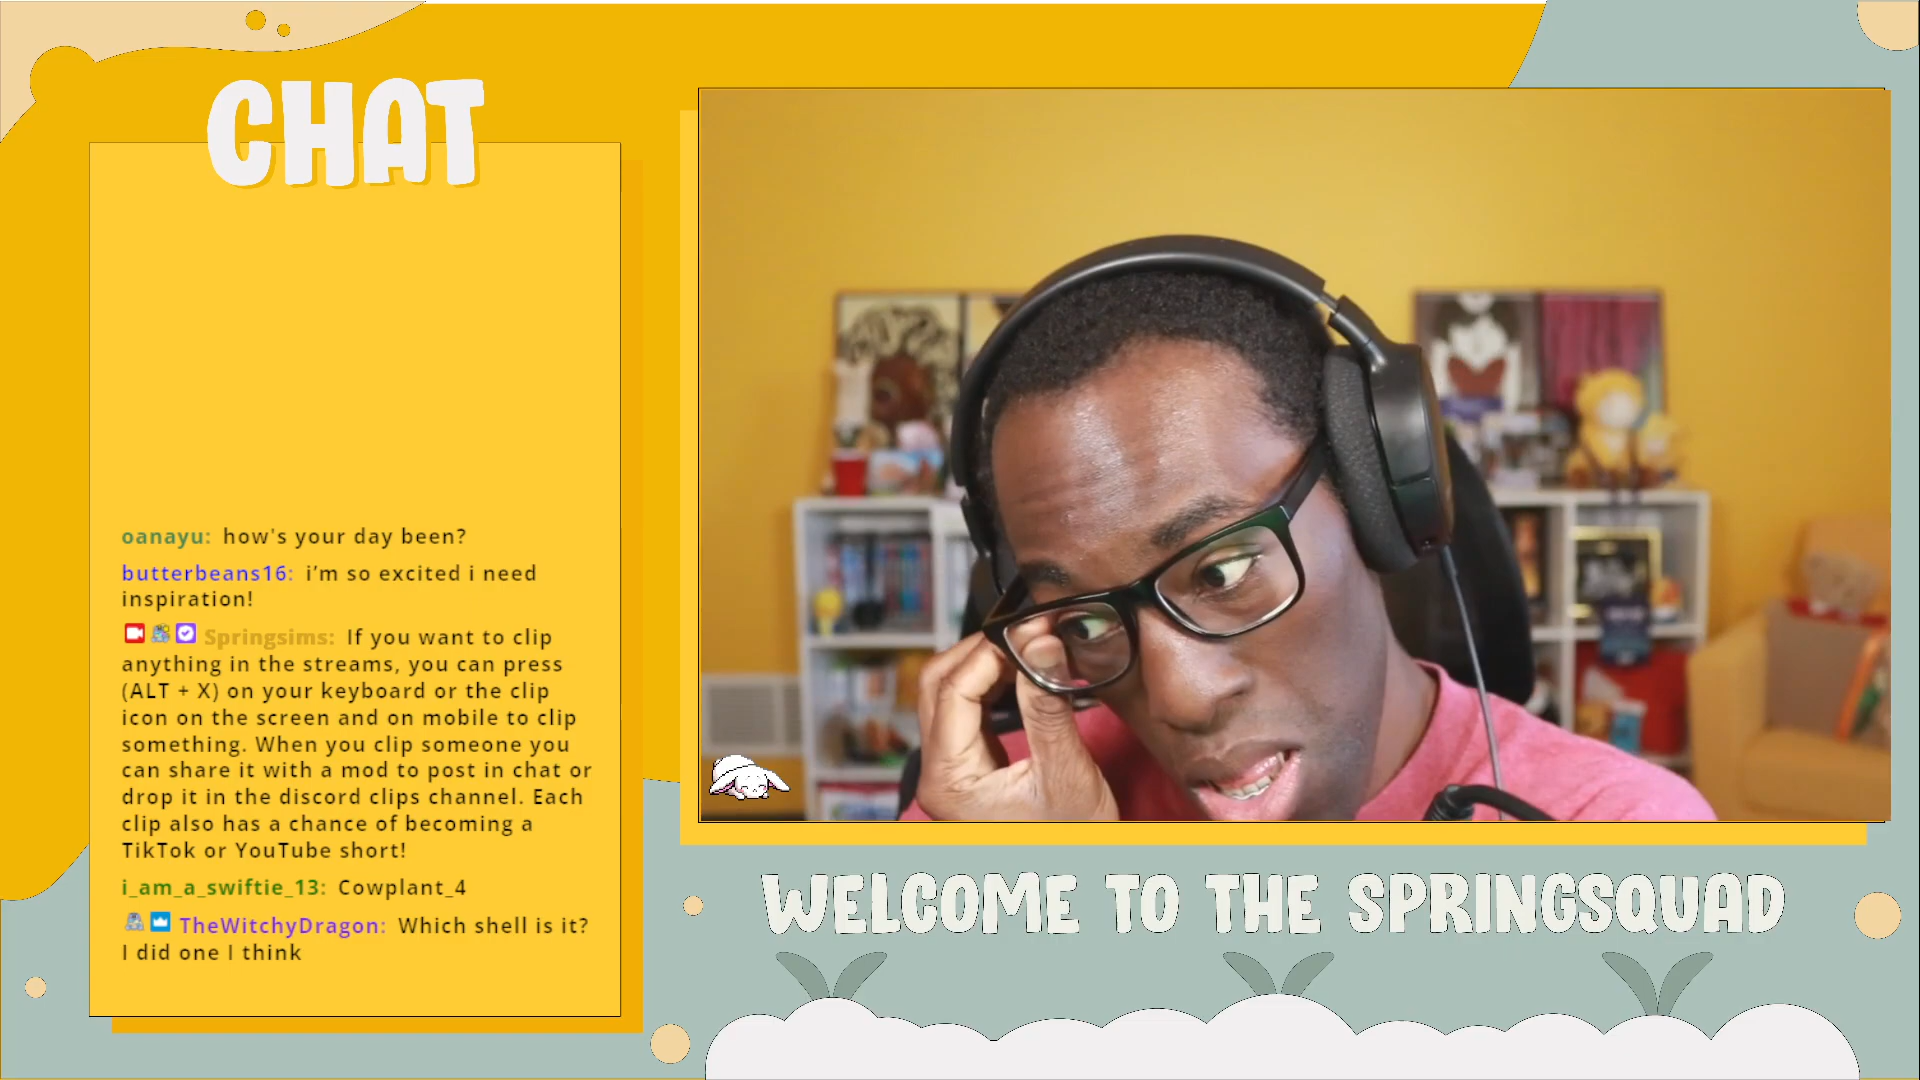 CHAT
oanayu: how's your day been?
butterbeans16: i'm so excited i need
inspiration!
Springsims: If you want to clip
anything in the streams, you can press
(ALT + X) on your keyboard or the clip
icon on the screen and on mobile to clip
something. When you clip someone you
can share it with a mod to post in chat or
drop it in the discord clips channel. Each
clip also has a chance of becoming a
TikTok or YouTube short!
i_am_a_swiftie_13: Cowplant_4
TheWitchyDragon: Which shell is it?
I did one I think
WELCOME TO THE SPRINGSQUAD